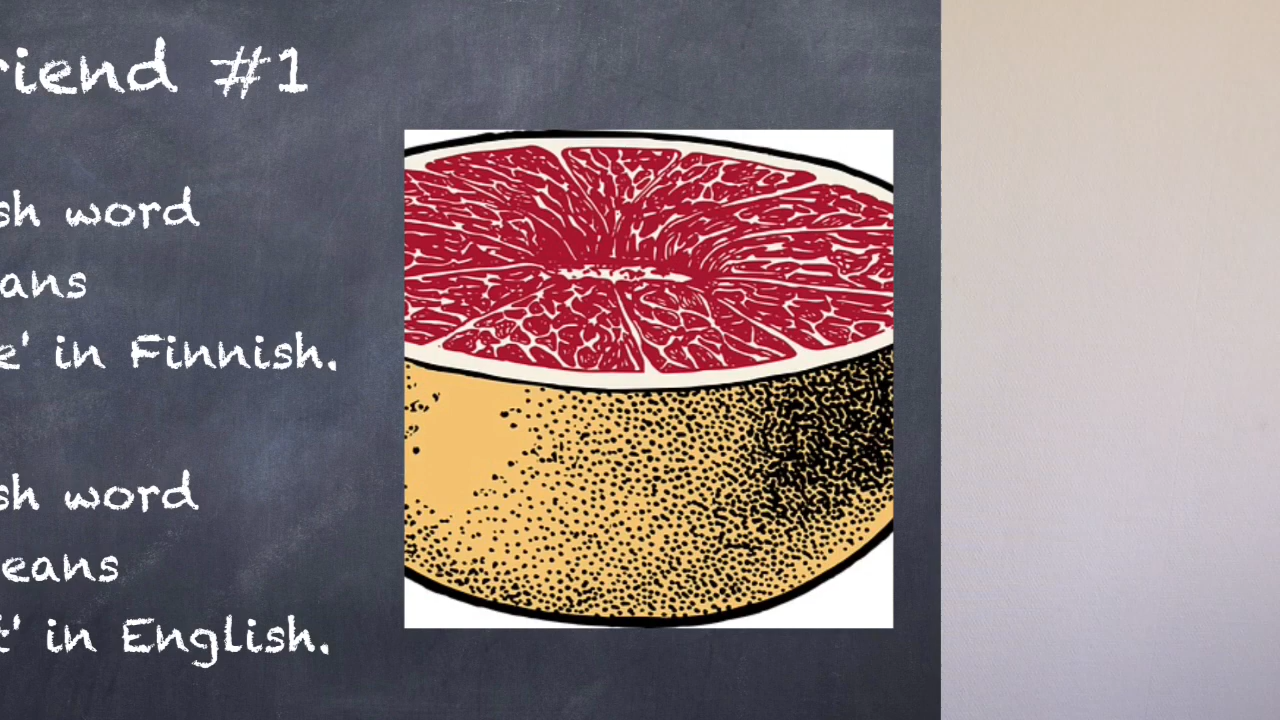 riend #1
sh word
ans
e' in Finnish.
sh word
eans
t' in English.